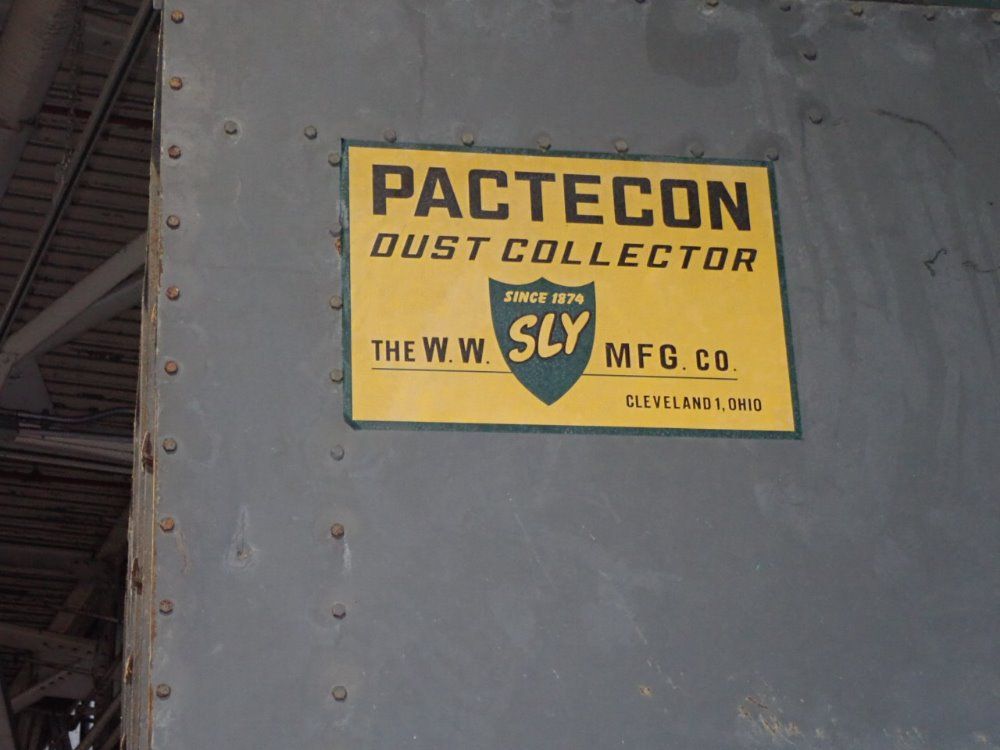 PACTECON
DUST COLLECTOR
SINCE 1874
THE W. W. SLY MFG. CO.
CLEVELAND 1, OHIO